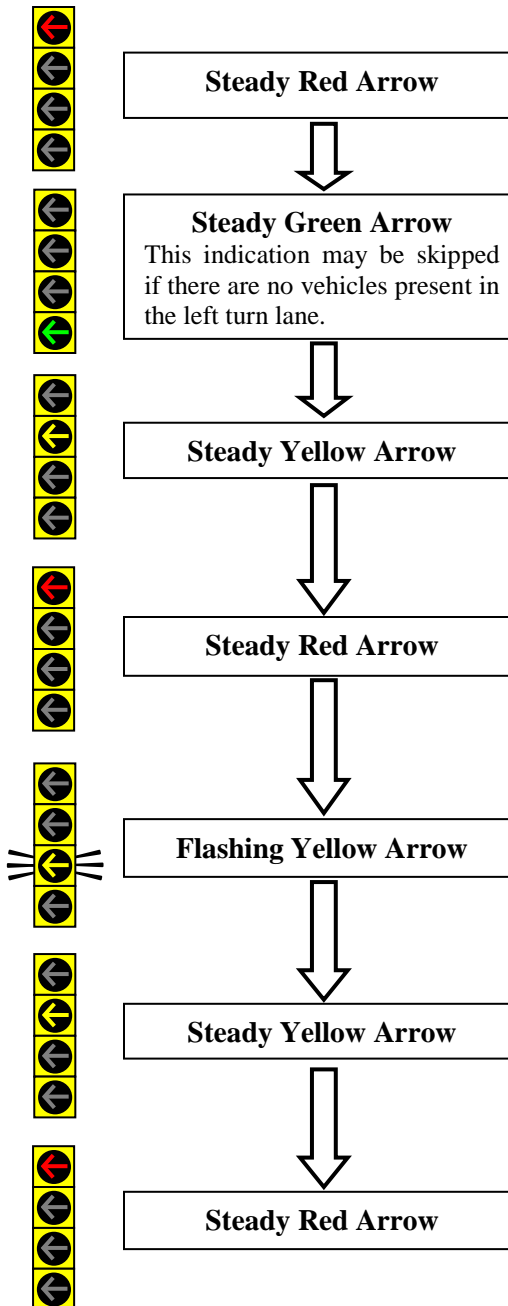 Steady Red Arrow
Steady Green Arrow
This indication may be skipped
if there are no vehicles present in
the left turn lane.
Steady Yellow Arrow
Steady Red Arrow
Flashing Yellow Arrow
Steady Yellow Arrow
Steady Red Arrow